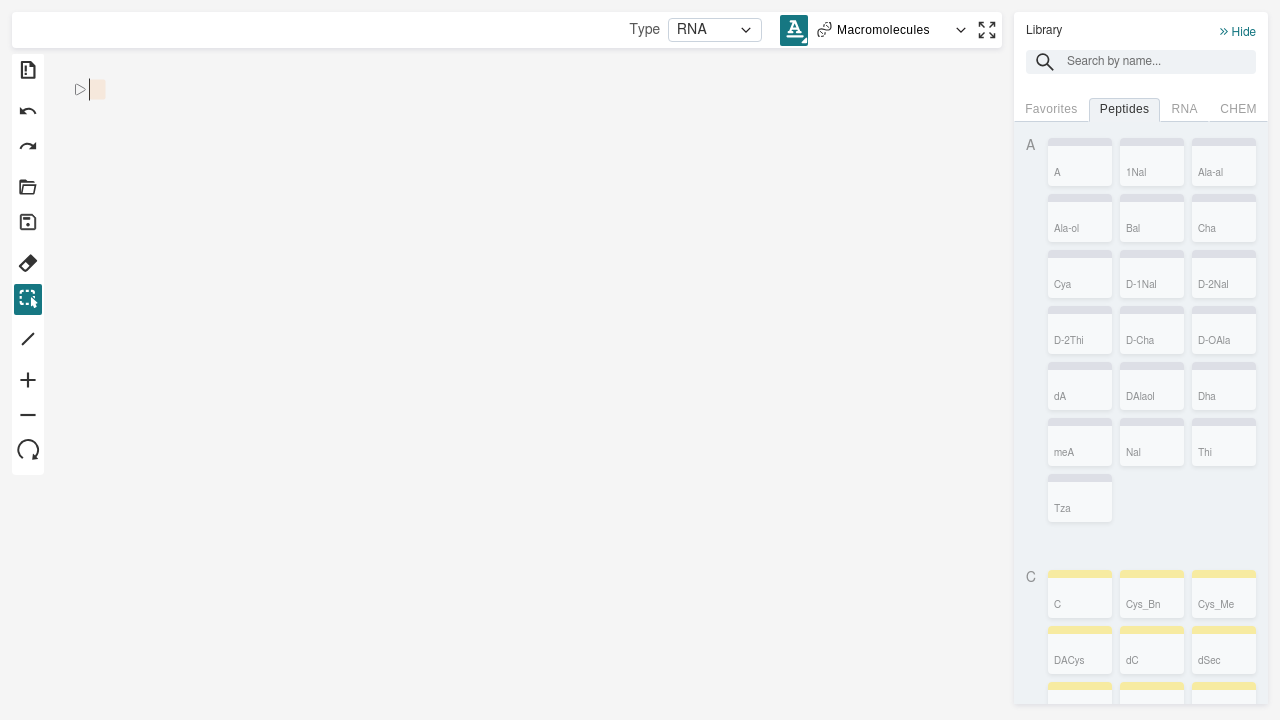 Type RNA Macromolecules
Library
Hide
Search by name...
Favorites Peptides RNA CHEM
A
A 1Nal Ala-al
Ala-ol Bal Cha
Cya D-1Nal D-2Nal
D-2Thi D-Cha D-OAla
dA DAlaol Dha
meA Nal Thi
Tza
C
C Cys_Bn Cys_Me
DACys dC dSec